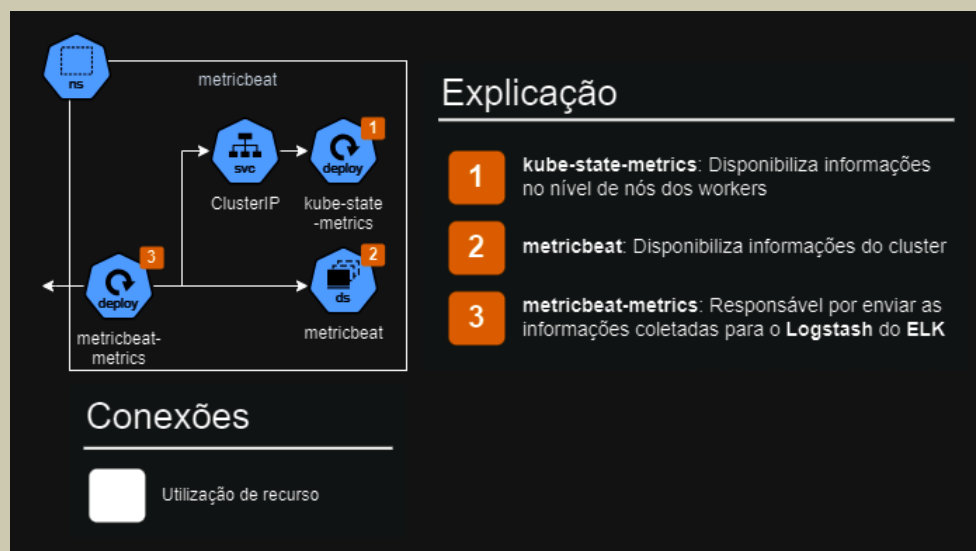 ns
metricbeat
svc
ClusterIP
1
deploy
kube-state
-metrics
3
deploy
metricbeat-
metrics
2
ds
metricbeat
Explicação
1
kube-state-metrics: Disponibiliza informações
no nível de nós dos workers
2
metricbeat: Disponibiliza informações do cluster
3
metricbeat-metrics: Responsável por enviar as
informações coletadas para o Logstash do ELK
Conexões
Utilização de recurso